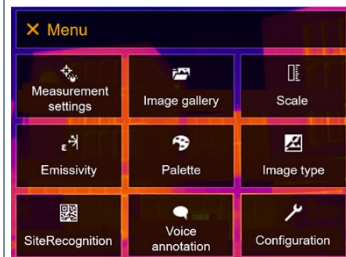 Menu
Measurement
settings
Image gallery
Scale
ε
Emissivity
Palette
Image type
SiteRecognition
Voice
annotation
Configuration